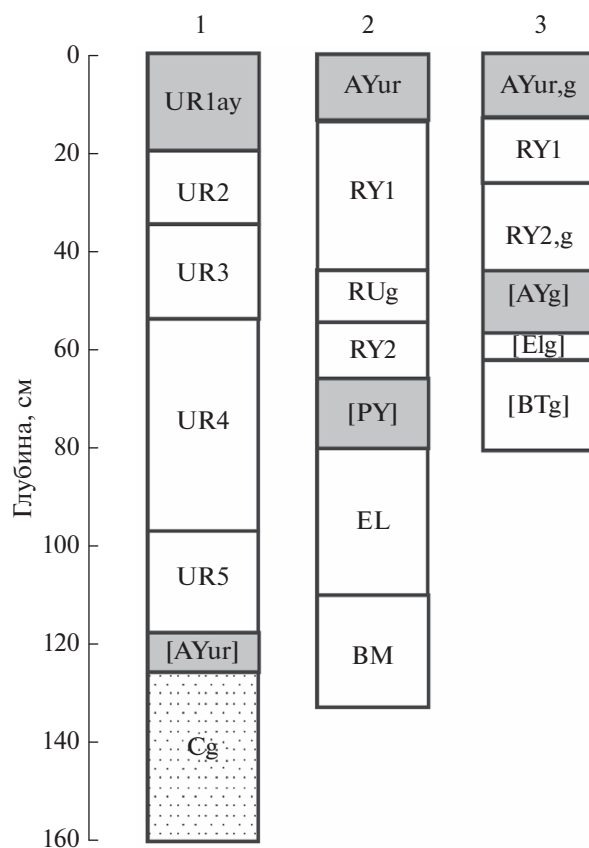 1 2 3
0
20
40
60
80
100
120
140
160
Глубина, см
UR1ay
UR2
UR3
UR4
UR5
[AYur]
Cg
AYur
RY1
RUg
RY2
[PY]
EL
BM
AYur,g
RY1
RY2,g
[AYg]
[Elg]
[BTg]